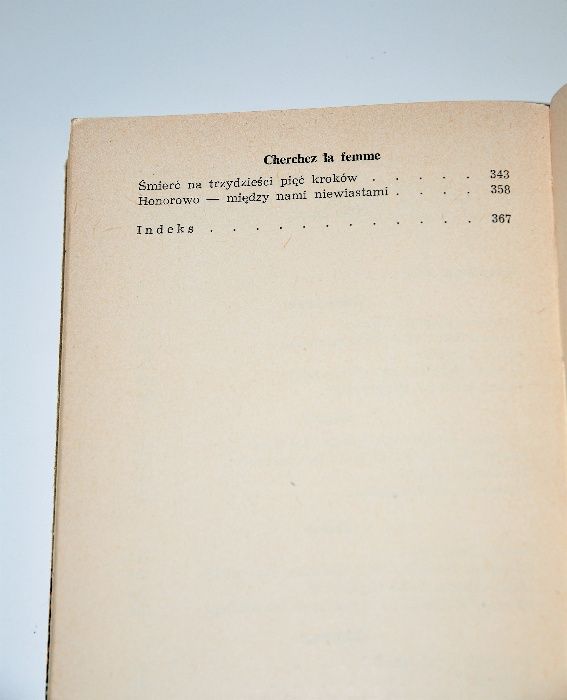 Cherchez la femme
Śmierć na trzydzieści pięć kroków . . . . . 343
Honorowo — między nami niewiastami . . . . 358
Indeks . . . . . . . . . . . . 367